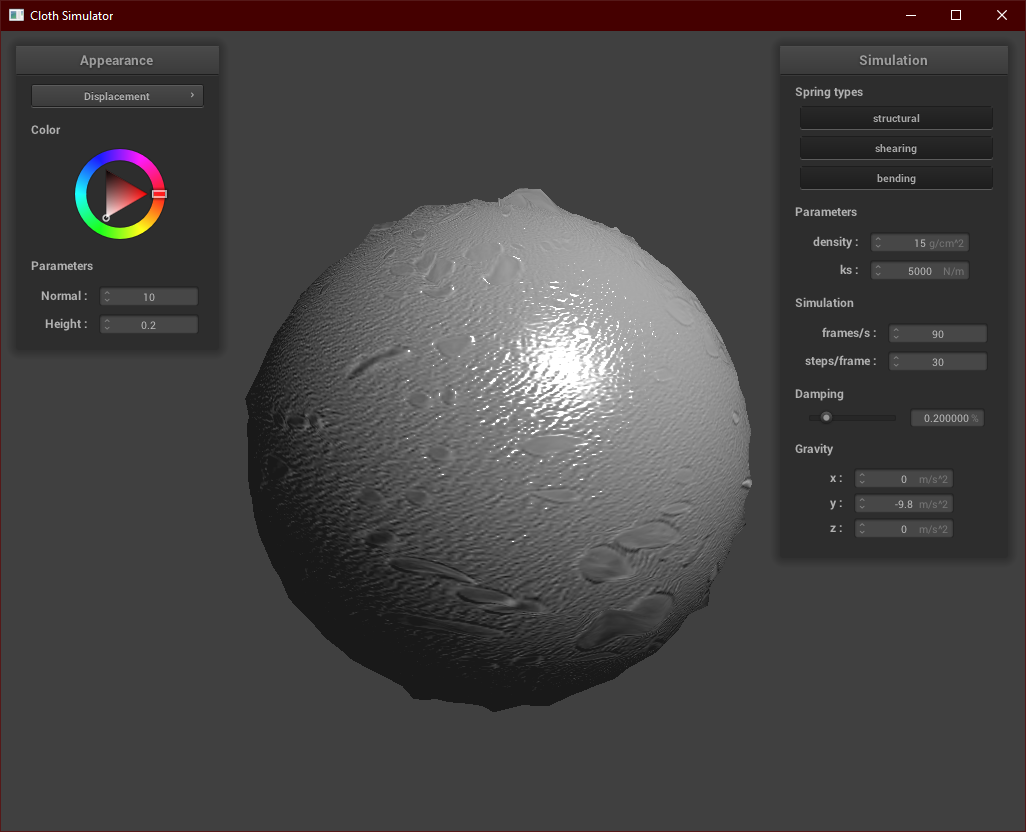 Cloth Simulator
Appearance
Displacement
Color
Parameters
Normal : 10
Height : 0.2
Simulation
Spring types
structural
shearing
bending
Parameters
density : 15 g/cm^2
ks : 5000 N/m
Simulation
frames/s : 90
steps/frame : 30
Damping
0.200000 %
Gravity
x : 0 m/s^2
y : -9.8 m/s^2
z : 0 m/s^2